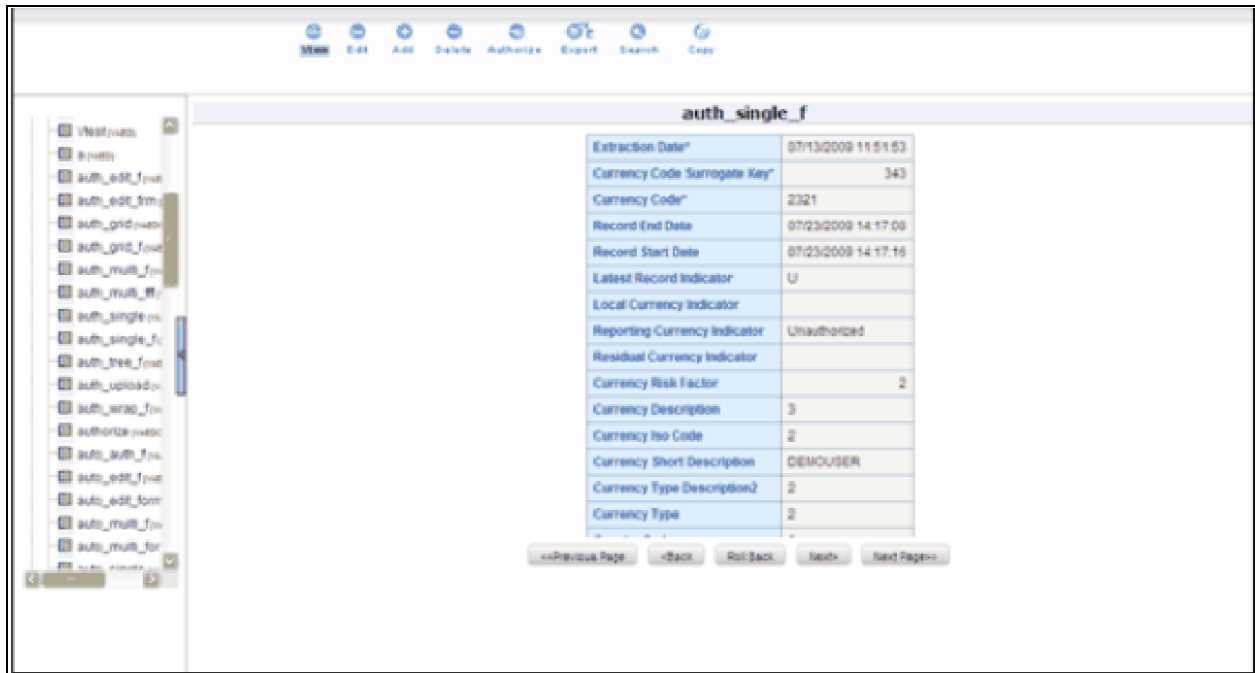 View Edit Add Delete Authorize Export Search Copy
auth_single_f
auth_edit_f
auth_edit_frm
auth_grid
auth_grid_f
auth_multi_f
auth_multi_fff
auth_single
auth_single_f
auth_tree_f
auth_upload
auth_wrap_f
authorize
auto_auth_f
auto_edit_f
auto_edit_form
auto_multi_f
auto_multi_for
Extraction Date* 07/13/2009 11:51:53
Currency Code Surrogate Key* 343
Currency Code* 2321
Record End Date 07/23/2009 14:17:08
Record Start Date 07/23/2009 14:17:16
Latest Record Indicator U
Local Currency Indicator
Reporting Currency Indicator Unauthorized
Residual Currency Indicator
Currency Risk Factor 2
Currency Description 3
Currency Iso Code 2
Currency Short Description DEMOUSER
Currency Type Description2 2
Currency Type 2
<<Previous Page <Back Roll Back Next> Next Page>>